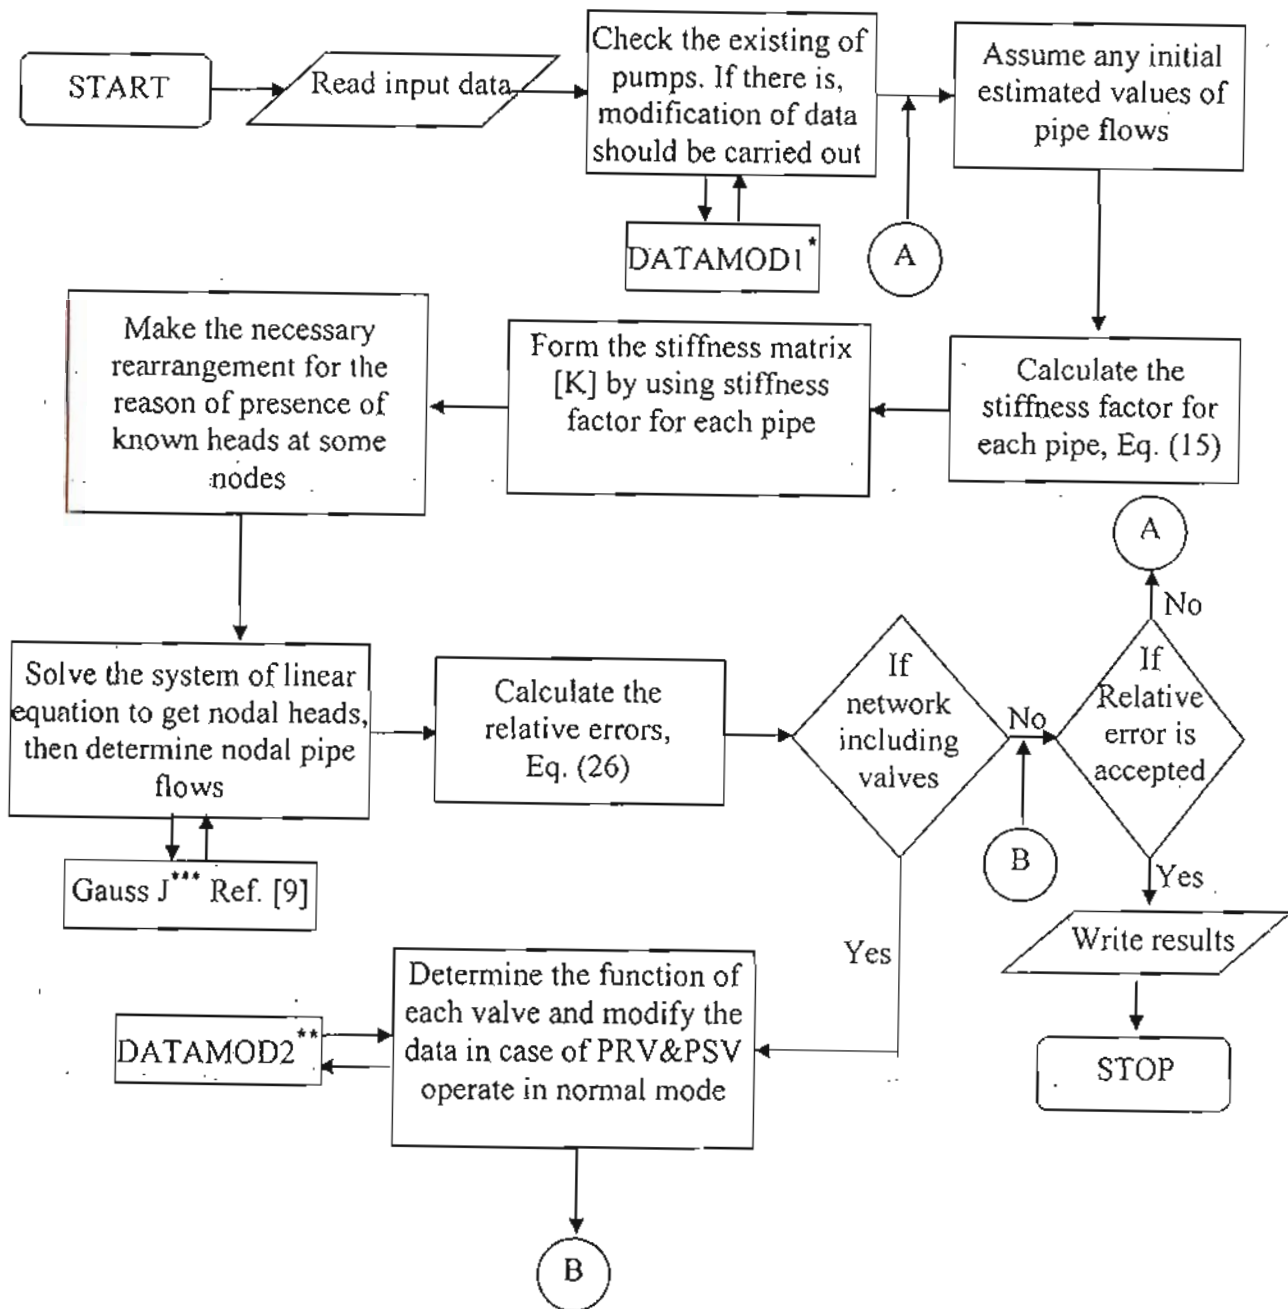 START
Read input data
Check the existing of
pumps. If there is,
modification of data
should be carried out
Assume any initial
estimated values of
pipe flows
DATAMOD1*
A
Make the necessary
rearrangement for the
reason of presence of
known heads at some
nodes
Form the stiffness matrix
[K] by using stiffness
factor for each pipe
Calculate the
stiffness factor for
each pipe, Eq. (15)
A
No
Solve the system of linear
equation to get nodal heads,
then determine nodal pipe
flows
Calculate the
relative errors,
Eq. (26)
If
network
including
valves
No
If
Relative
error is
accepted
B
Gauss J*** Ref. [9]
Yes
Yes
Write results
Determine the function of
each valve and modify the
data in case of PRV&PSV
operate in normal mode
DATAMOD2**
STOP
B